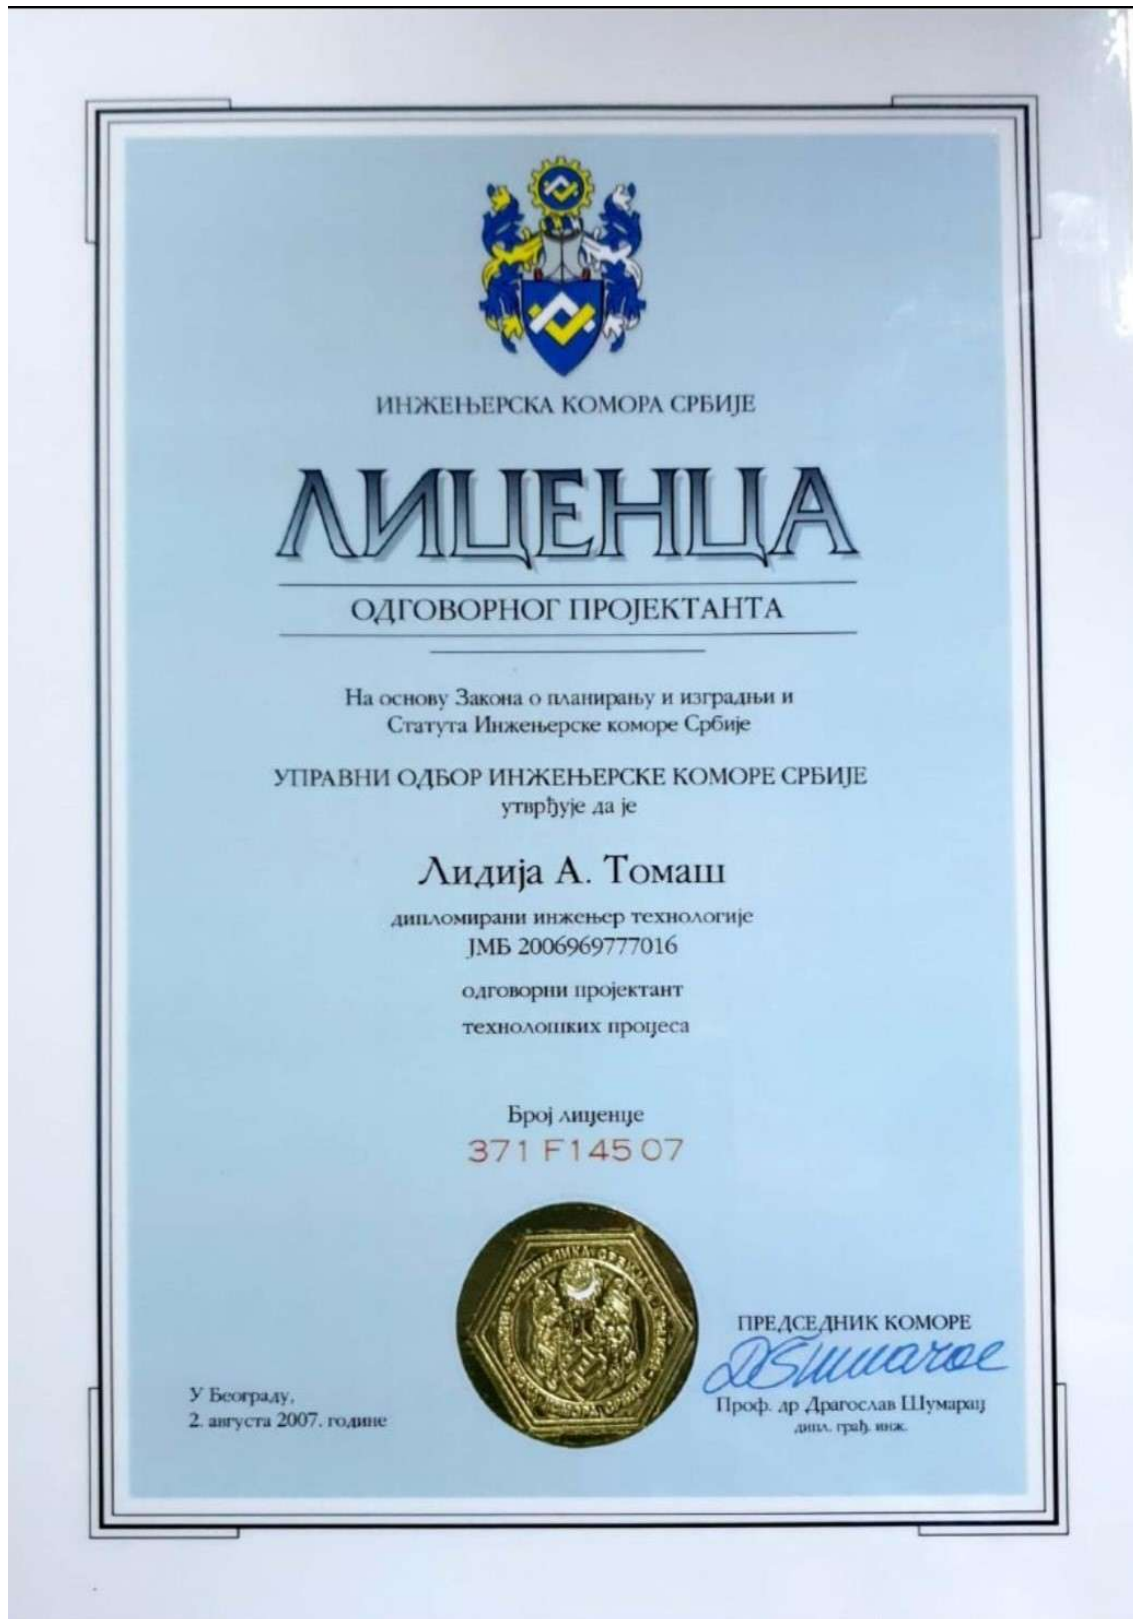 ИНЖЕЊЕРСКА КОМОРА СРБИЈЕ
ЛИЦЕНЦА
ОДГОВОРНОГ ПРОЈЕКТАНТА
На основу Закона о планирању и изградњи и
Статута Инжењерске коморе Србије
УПРАВНИ ОДБОР ИНЖЕЊЕРСКЕ КОМОРЕ СРБИЈЕ
утврђује да је
Лидија А. Томаш
дипломирани инжењер технологије
ЈМБ 2006969777016
одговорни пројектант
технолошких процеса
Број лиценце
371 F145 07
ПРЕДСЕДНИК КОМОРЕ
Проф. др Драгослав Шумарац
дипл. грађ. инж.
У Београду,
2. августа 2007. године